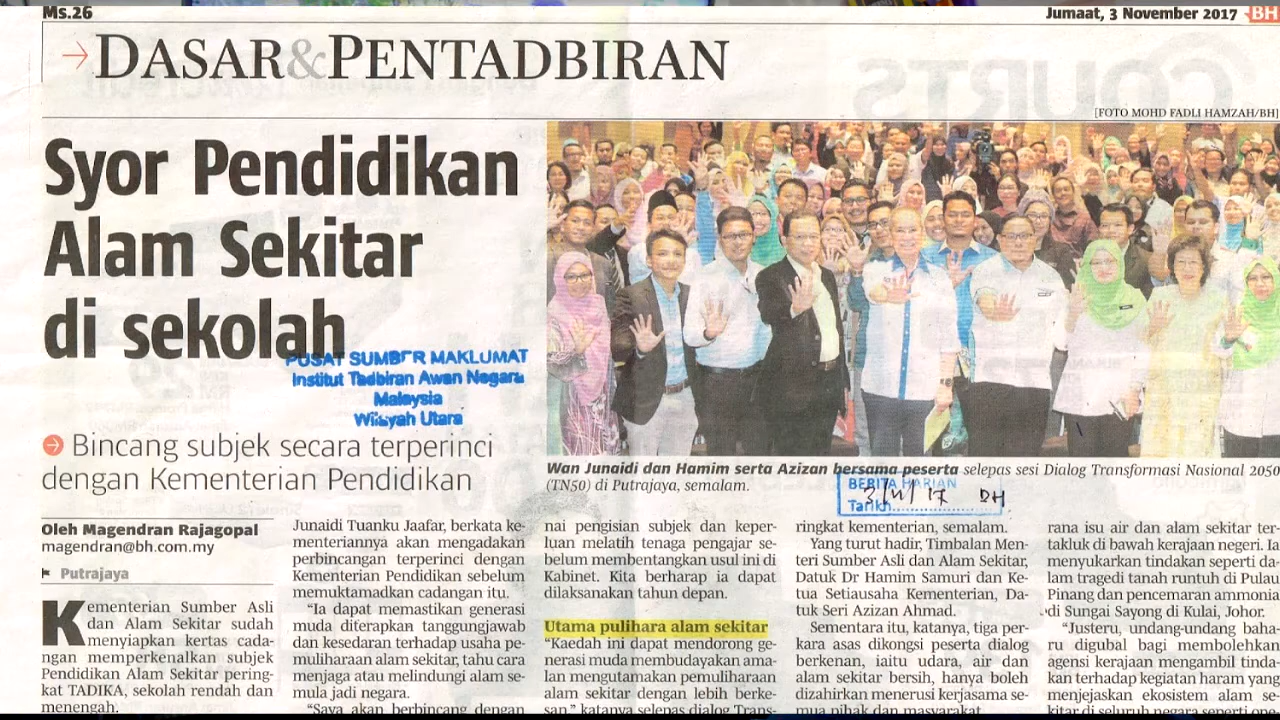 Ms.26
Jumaat, 3 November 2017 BH
DASAR&PENTADBIRAN
[FOTO MOHD FADLI HAMZAH/BH]
Syor Pendidikan
Alam Sekitar
di sekolah
PUSAT SUMBER MAKLUMAT
Institut Tadbiran Awan Negara
Malaysia
Wilayah Utara
Bincang subjek secara terperinci
dengan Kementerian Pendidikan
Wan Junaidi dan Hamim serta Azizan bersama peserta selepas sesi Dialog Transformasi Nasional 2050
(TN50) di Putrajaya, semalam.
BERITA HARIAN
3/11/17 BH
Tarikh
Oleh Magendran Rajagopal
magendran@bh.com.my
Putrajaya
Kementerian Sumber Asli
dan Alam Sekitar sudah
menyiapkan kertas cada-
ngan memperkenalkan subjek
Pendidikan Alam Sekitar pering-
kat TADIKA, sekolah rendah dan
menengah.
Junaidi Tuanku Jaafar, berkata ke-
menteriannya akan mengadakan
perbincangan terperinci dengan
Kementerian Pendidikan sebelum
memuktamadkan cadangan itu.
“Ia dapat memastikan generasi
muda diterapkan tanggungjawab
dan kesedaran terhadap usaha pe-
muliharaan alam sekitar, tahu cara
menjaga atau melindungi alam se-
mula jadi negara.
“Saya akan berbincang dengan
nai pengisian subjek dan keper-
luan melatih tenaga pengajar se-
belum membentangkan usul ini di
Kabinet. Kita berharap ia dapat
dilaksanakan tahun depan.
Utama pulihara alam sekitar
“Kaedah ini dapat mendorong ge-
nerasi muda membudayakan ama-
lan mengutamakan pemuliharaan
alam sekitar dengan lebih berke-
san,” katanya selepas dialog Trans-
ringkat kementerian, semalam.
Yang turut hadir, Timbalan Men-
teri Sumber Asli dan Alam Sekitar,
Datuk Dr Hamim Samuri dan Ke-
tua Setiausaha Kementerian, Da-
tuk Seri Azizan Ahmad.
Sementara itu, katanya, tiga per-
kara asas dikongsi peserta dialog
berkenan, iaitu udara, air dan
alam sekitar bersih, hanya boleh
dizahirkan menerusi kerjasama se-
mua pihak dan masyarakat.
rana isu air dan alam sekitar ter-
takluk di bawah kerajaan negeri. Ia
menyukarkan tindakan seperti da-
lam tragedi tanah runtuh di Pulau
Pinang dan pencemaran ammonia
di Sungai Sayong di Kulai, Johor.
“Justeru, undang-undang baha-
ru digubal bagi membolehkan
agensi kerajaan mengambil tinda-
kan terhadap kegiatan haram yang
menjejaskan ekosistem alam se-
kitar di seluruh negara seperti ope-